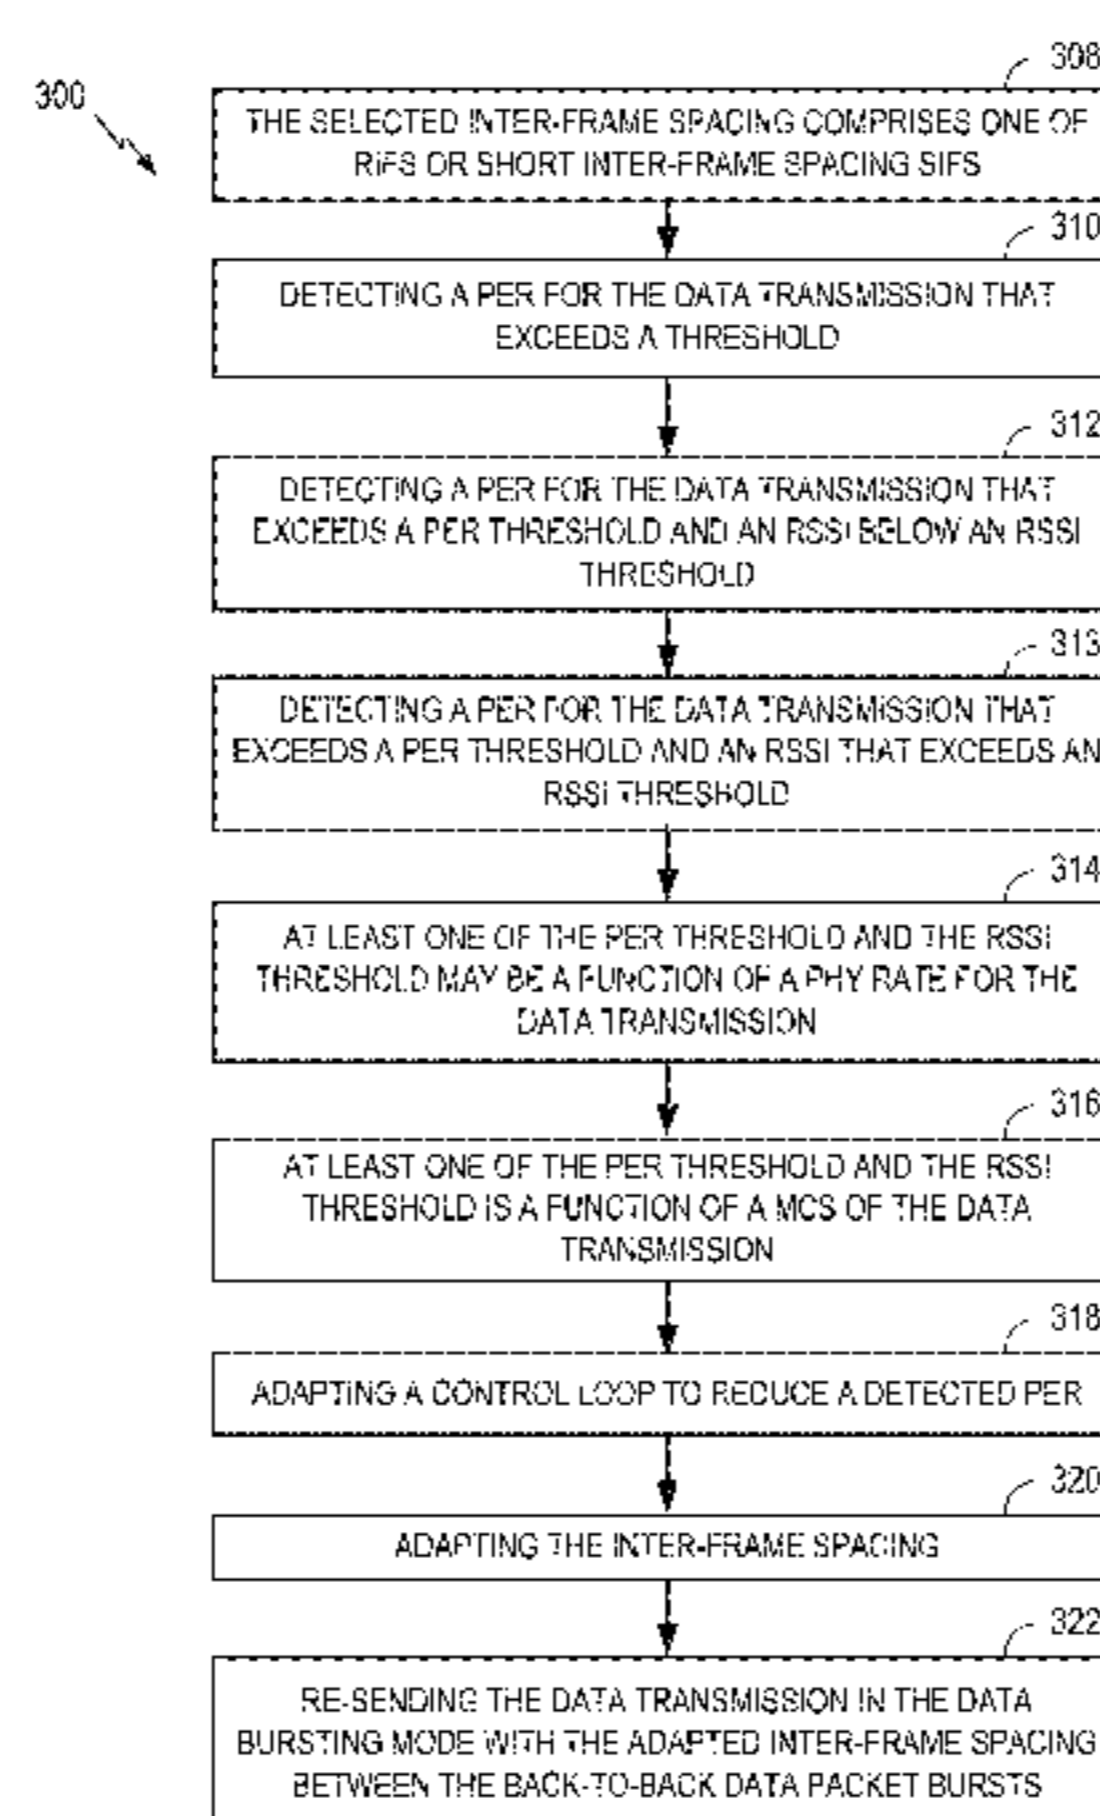 308
300
THE SELECTED INTER-FRAME SPACING COMPRISES ONE OF
RIFS OR SHORT INTER-FRAME SPACING SIFS
310
DETECTING A PER FOR THE DATA TRANSMISSION THAT
EXCEEDS A THRESHOLD
312
DETECTING A PER FOR THE DATA TRANSMISSION THAT
EXCEEDS A PER THRESHOLD AND AN RSSI BELOW AN RSSI
THRESHOLD
313
DETECTING A PER FOR THE DATA TRANSMISSION THAT
EXCEEDS A PER THRESHOLD AND AN RSSI THAT EXCEEDS AN
RSSI THRESHOLD
314
AT LEAST ONE OF THE PER THRESHOLD AND THE RSSI
THRESHOLD MAY BE A FUNCTION OF A PHY RATE FOR THE
DATA TRANSMISSION
316
AT LEAST ONE OF THE PER THRESHOLD AND THE RSSI
THRESHOLD IS A FUNCTION OF A MCS OF THE DATA
TRANSMISSION
318
ADAPTING A CONTROL LOOP TO REDUCE A DETECTED PER
320
ADAPTING THE INTER-FRAME SPACING
322
RE-SENDING THE DATA TRANSMISSION IN THE DATA
BURSTING MODE WITH THE ADAPTED INTER-FRAME SPACING
BETWEEN THE BACK-TO-BACK DATA PACKET BURSTS